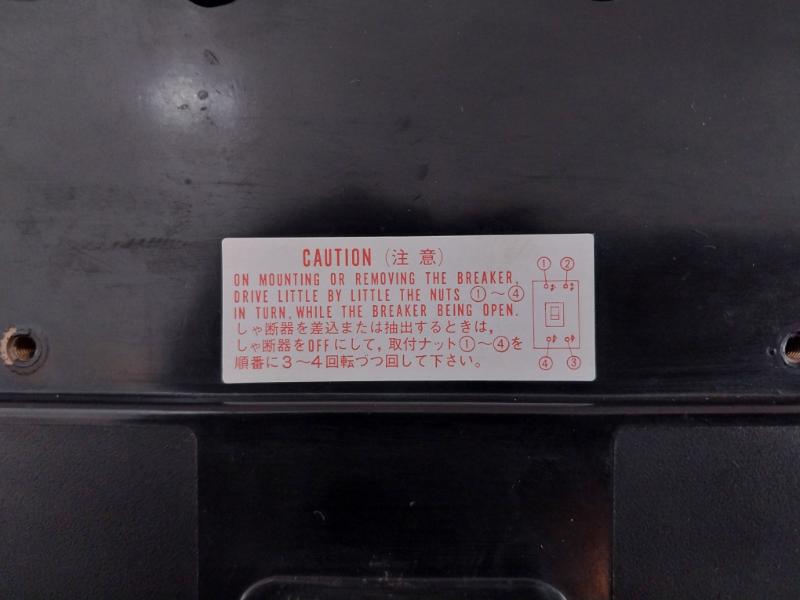 CAUTION (注意)
ON MOUNTING OR REMOVING THE BREAKER,
DRIVE LITTLE BY LITTLE THE NUTS ①～④
IN TURN, WHILE THE BREAKER BEING OPEN.
しゃ断器を差込または抽出するときは,
しゃ断器をOFFにして, 取付ナット①～④を
順番に3～4回転づつ回して下さい。
① ②
④ ③